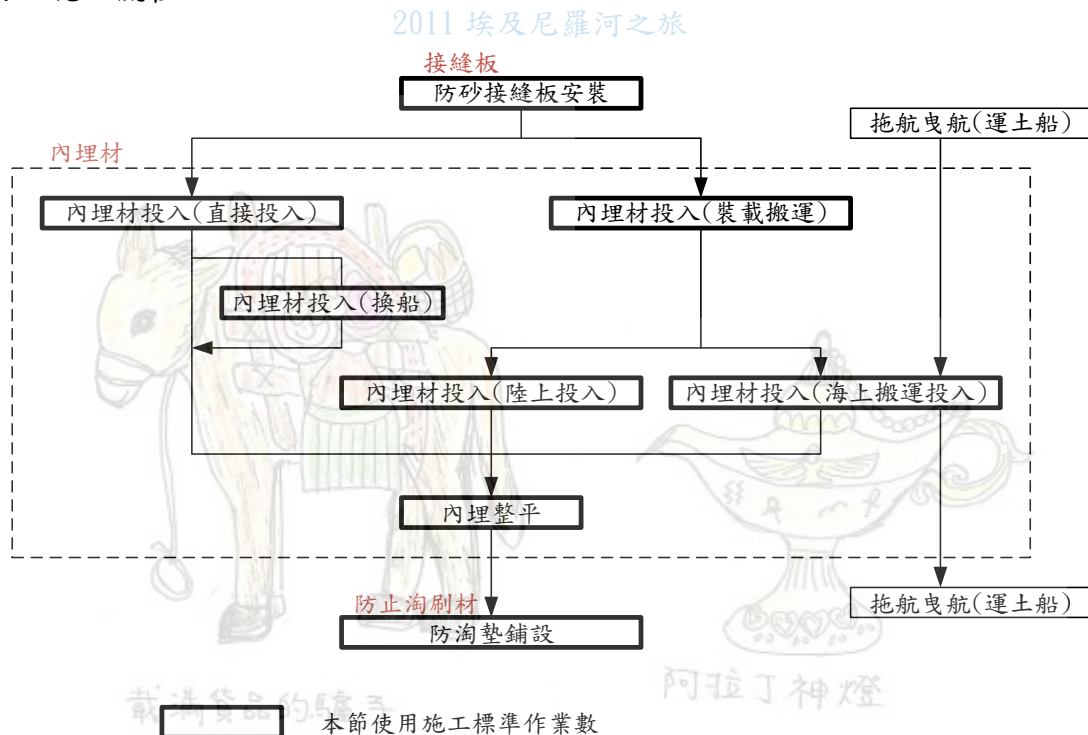 2011 埃及尼羅河之旅
接縫板
防砂接縫板安裝
拖航曳航(運土船)
內埋材
內埋材投入(直接投入)
內埋材投入(裝載搬運)
內埋材投入(換船)
內埋材投入(陸上投入)
內埋材投入(海上搬運投入)
內埋整平
防止淘刷材
拖航曳航(運土船)
防淘墊鋪設
載滿貨品的驢子
阿拉丁神燈
本節使用施工標準作業數